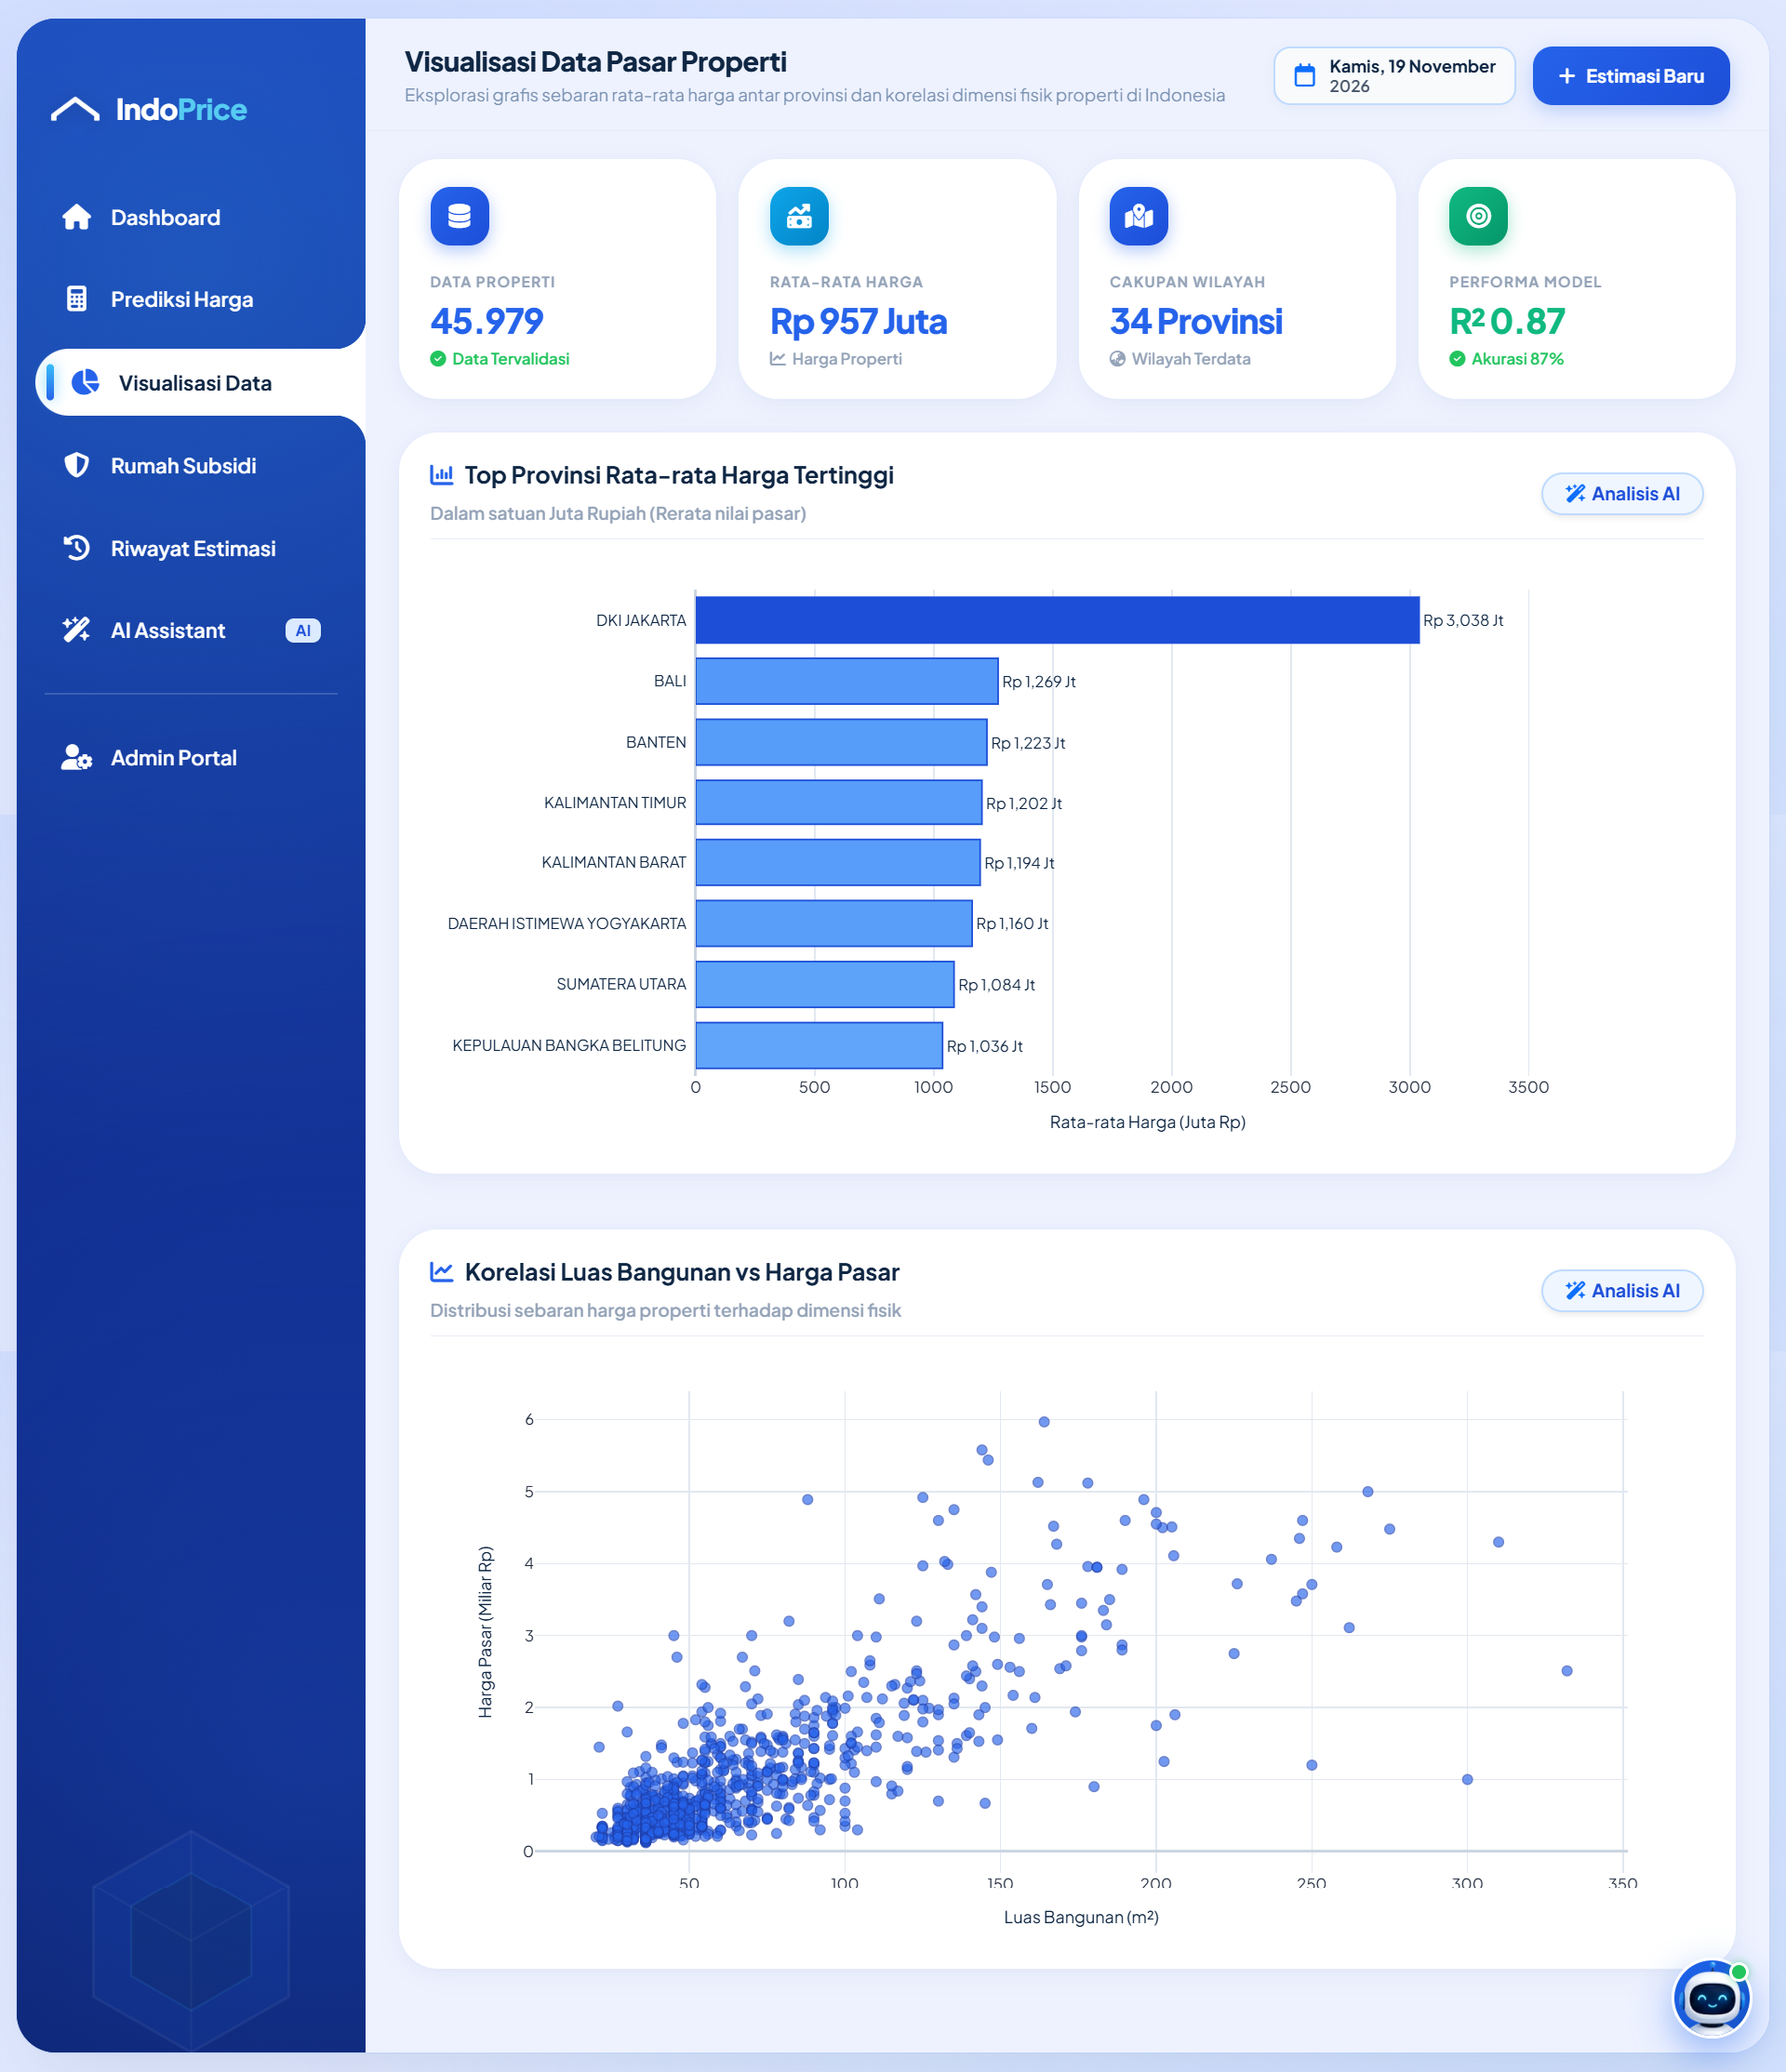 IndoPrice
Dashboard
Prediksi Harga
Visualisasi Data
Rumah Subsidi
Riwayat Estimasi
AI Assistant AI
Admin Portal
Visualisasi Data Pasar Properti
Eksplorasi grafis sebaran rata-rata harga antar provinsi dan korelasi dimensi fisik properti di Indonesia
Kamis, 19 November
2026
+ Estimasi Baru
DATA PROPERTI
45.979
Data Tervalidasi
RATA-RATA HARGA
Rp 957 Juta
Harga Properti
CAKUPAN WILAYAH
34 Provinsi
Wilayah Terdata
PERFORMA MODEL
R² 0.87
Akurasi 87%
Top Provinsi Rata-rata Harga Tertinggi
Dalam satuan Juta Rupiah (Rerata nilai pasar)
Analisis AI
DKI JAKARTA Rp 3,038 Jt
BALI Rp 1,269 Jt
BANTEN Rp 1,223 Jt
KALIMANTAN TIMUR Rp 1,202 Jt
KALIMANTAN BARAT Rp 1,194 Jt
DAERAH ISTIMEWA YOGYAKARTA Rp 1,160 Jt
SUMATERA UTARA Rp 1,084 Jt
KEPULAUAN BANGKA BELITUNG Rp 1,036 Jt
0 500 1000 1500 2000 2500 3000 3500
Rata-rata Harga (Juta Rp)
Korelasi Luas Bangunan vs Harga Pasar
Distribusi sebaran harga properti terhadap dimensi fisik
Analisis AI
Harga Pasar (Miliar Rp)
6
5
4
3
2
1
0
50 100 150 200 250 300 350
Luas Bangunan (m²)